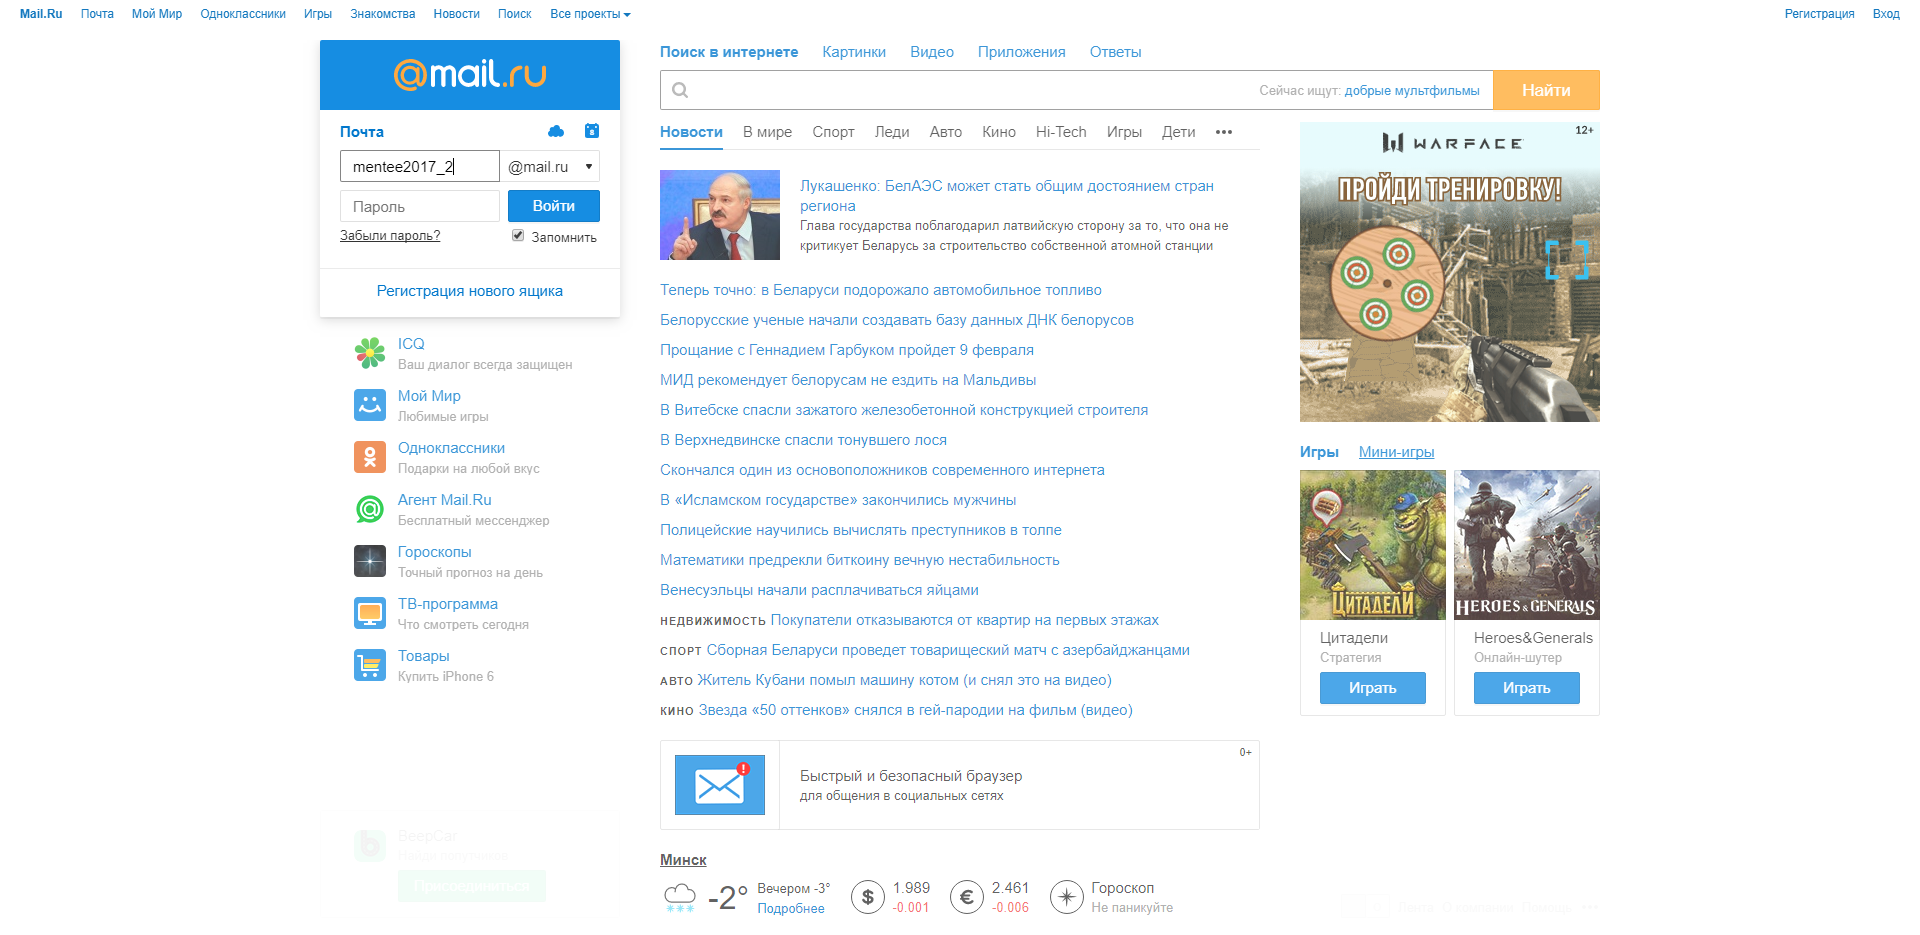 Mail.Ru Почта Мой Мир Одноклассники Игры Знакомства Новости Поиск Все проекты Регистрация Вход
@mail.ru
Почта
8
mentee2017_2 @mail.ru
Пароль Войти
Забыли пароль? Запомнить
Регистрация нового ящика
ICQ
Ваш диалог всегда защищен
Мой Мир
Любимые игры
Одноклассники
Подарки на любой вкус
Агент Mail.Ru
Бесплатный мессенджер
Гороскопы
Точный прогноз на день
ТВ-программа
Что смотреть сегодня
Товары
Купить iPhone 6
BeepCar
Присоединиться
Поиск в интернете Картинки Видео Приложения Ответы
Сейчас ищут: добрые мультфильмы Найти
Новости В мире Спорт Леди Авто Кино Hi-Tech Игры Дети •••
Лукашенко: БелАЭС может стать общим достоянием стран
региона
Глава государства поблагодарил латвийскую сторону за то, что она не
критикует Беларусь за строительство собственной атомной станции
Теперь точно: в Беларуси подорожало автомобильное топливо
Белорусские ученые начали создавать базу данных ДНК белорусов
Прощание с Геннадием Гарбуком пройдет 9 февраля
МИД рекомендует белорусам не ездить на Мальдивы
В Витебске спасли зажатого железобетонной конструкцией строителя
В Верхнедвинске спасли тонувшего лося
Скончался один из основоположников современного интернета
В «Исламском государстве» закончились мужчины
Полицейские научились вычислять преступников в толпе
Математики предрекли биткоину вечную нестабильность
Венесуэльцы начали расплачиваться яйцами
НЕДВИЖИМОСТЬ Покупатели отказываются от квартир на первых этажах
СПОРТ Сборная Беларуси проведет товарищеский матч с азербайджанцами
АВТО Житель Кубани помыл машину котом (и снял это на видео)
КИНО Звезда «50 оттенков» снялся в гей-пародии на фильм (видео)
0+
Быстрый и безопасный браузер
для общения в социальных сетях
Минск
-2° Вечером -3° Подробнее
$ 1.989 -0.001
€ 2.461 -0.006
Гороскоп
Не паникуйте
WARFACE 12+
ПРОЙДИ ТРЕНИРОВКУ!
Игры Мини-игры
ЦИТАДЕЛИ
Цитадели
Стратегия
Играть
HEROES & GENERALS
Heroes&Generals
Онлайн-шутер
Играть
О компании Помощь •••